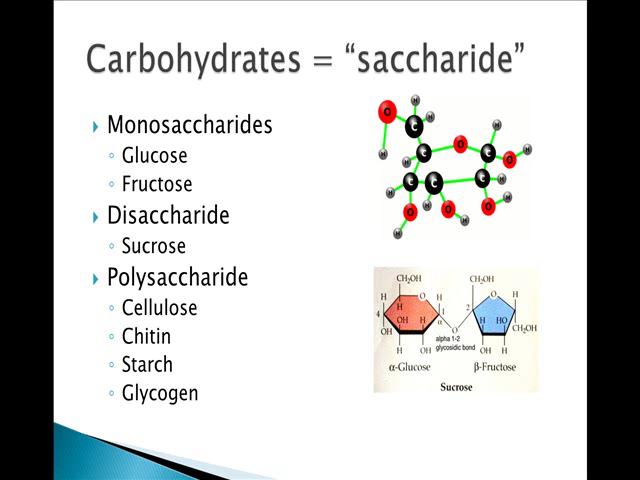 Carbohydrates = “saccharide”
Monosaccharides
Glucose
Fructose
Disaccharide
Sucrose
Polysaccharide
Cellulose
Chitin
Starch
Glycogen
H
O
H
C
H
H
O
H
C
C
O
H
H
H
C
C
C
H
H
O
O
O
H
H
H
CH₂OH
CH₂OH
H
O
H
O
H
H
1
2
4
OH
H
α
H
HO
OH
O
CH₂OH
alpha 1-2
glycosidic bond
H
OH
OH
H
α-Glucose
β-Fructose
Sucrose